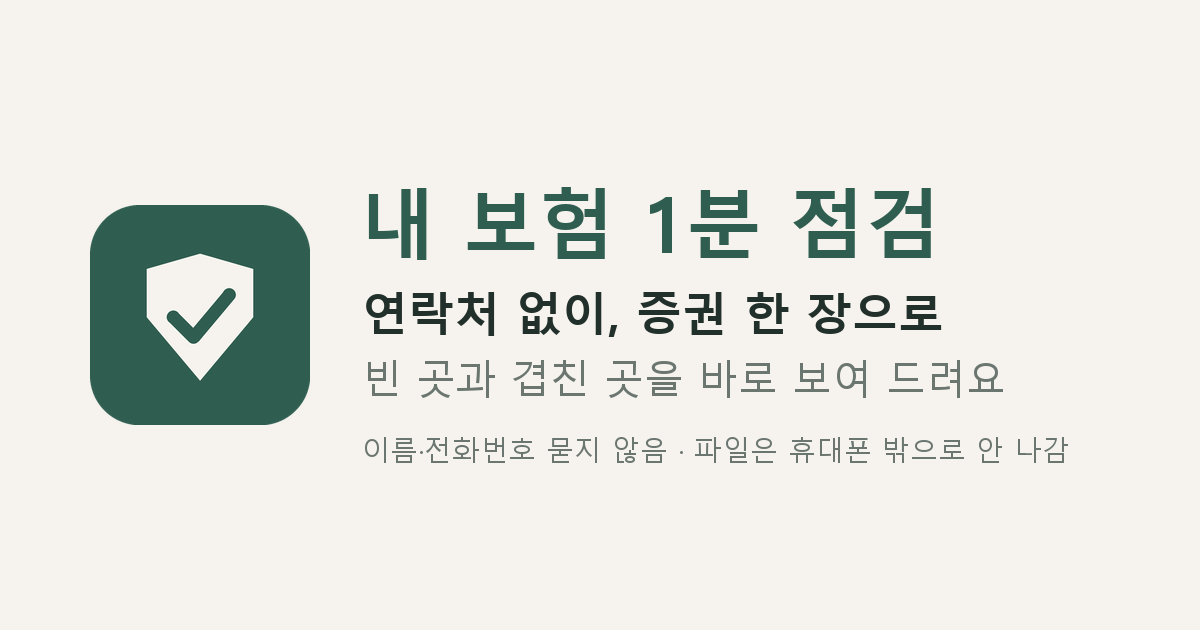 내 보험 1분 점검
연락처 없이, 증권 한 장으로
빈 곳과 겹친 곳을 바로 보여 드려요
이름·전화번호 묻지 않음 · 파일은 휴대폰 밖으로 안 나감